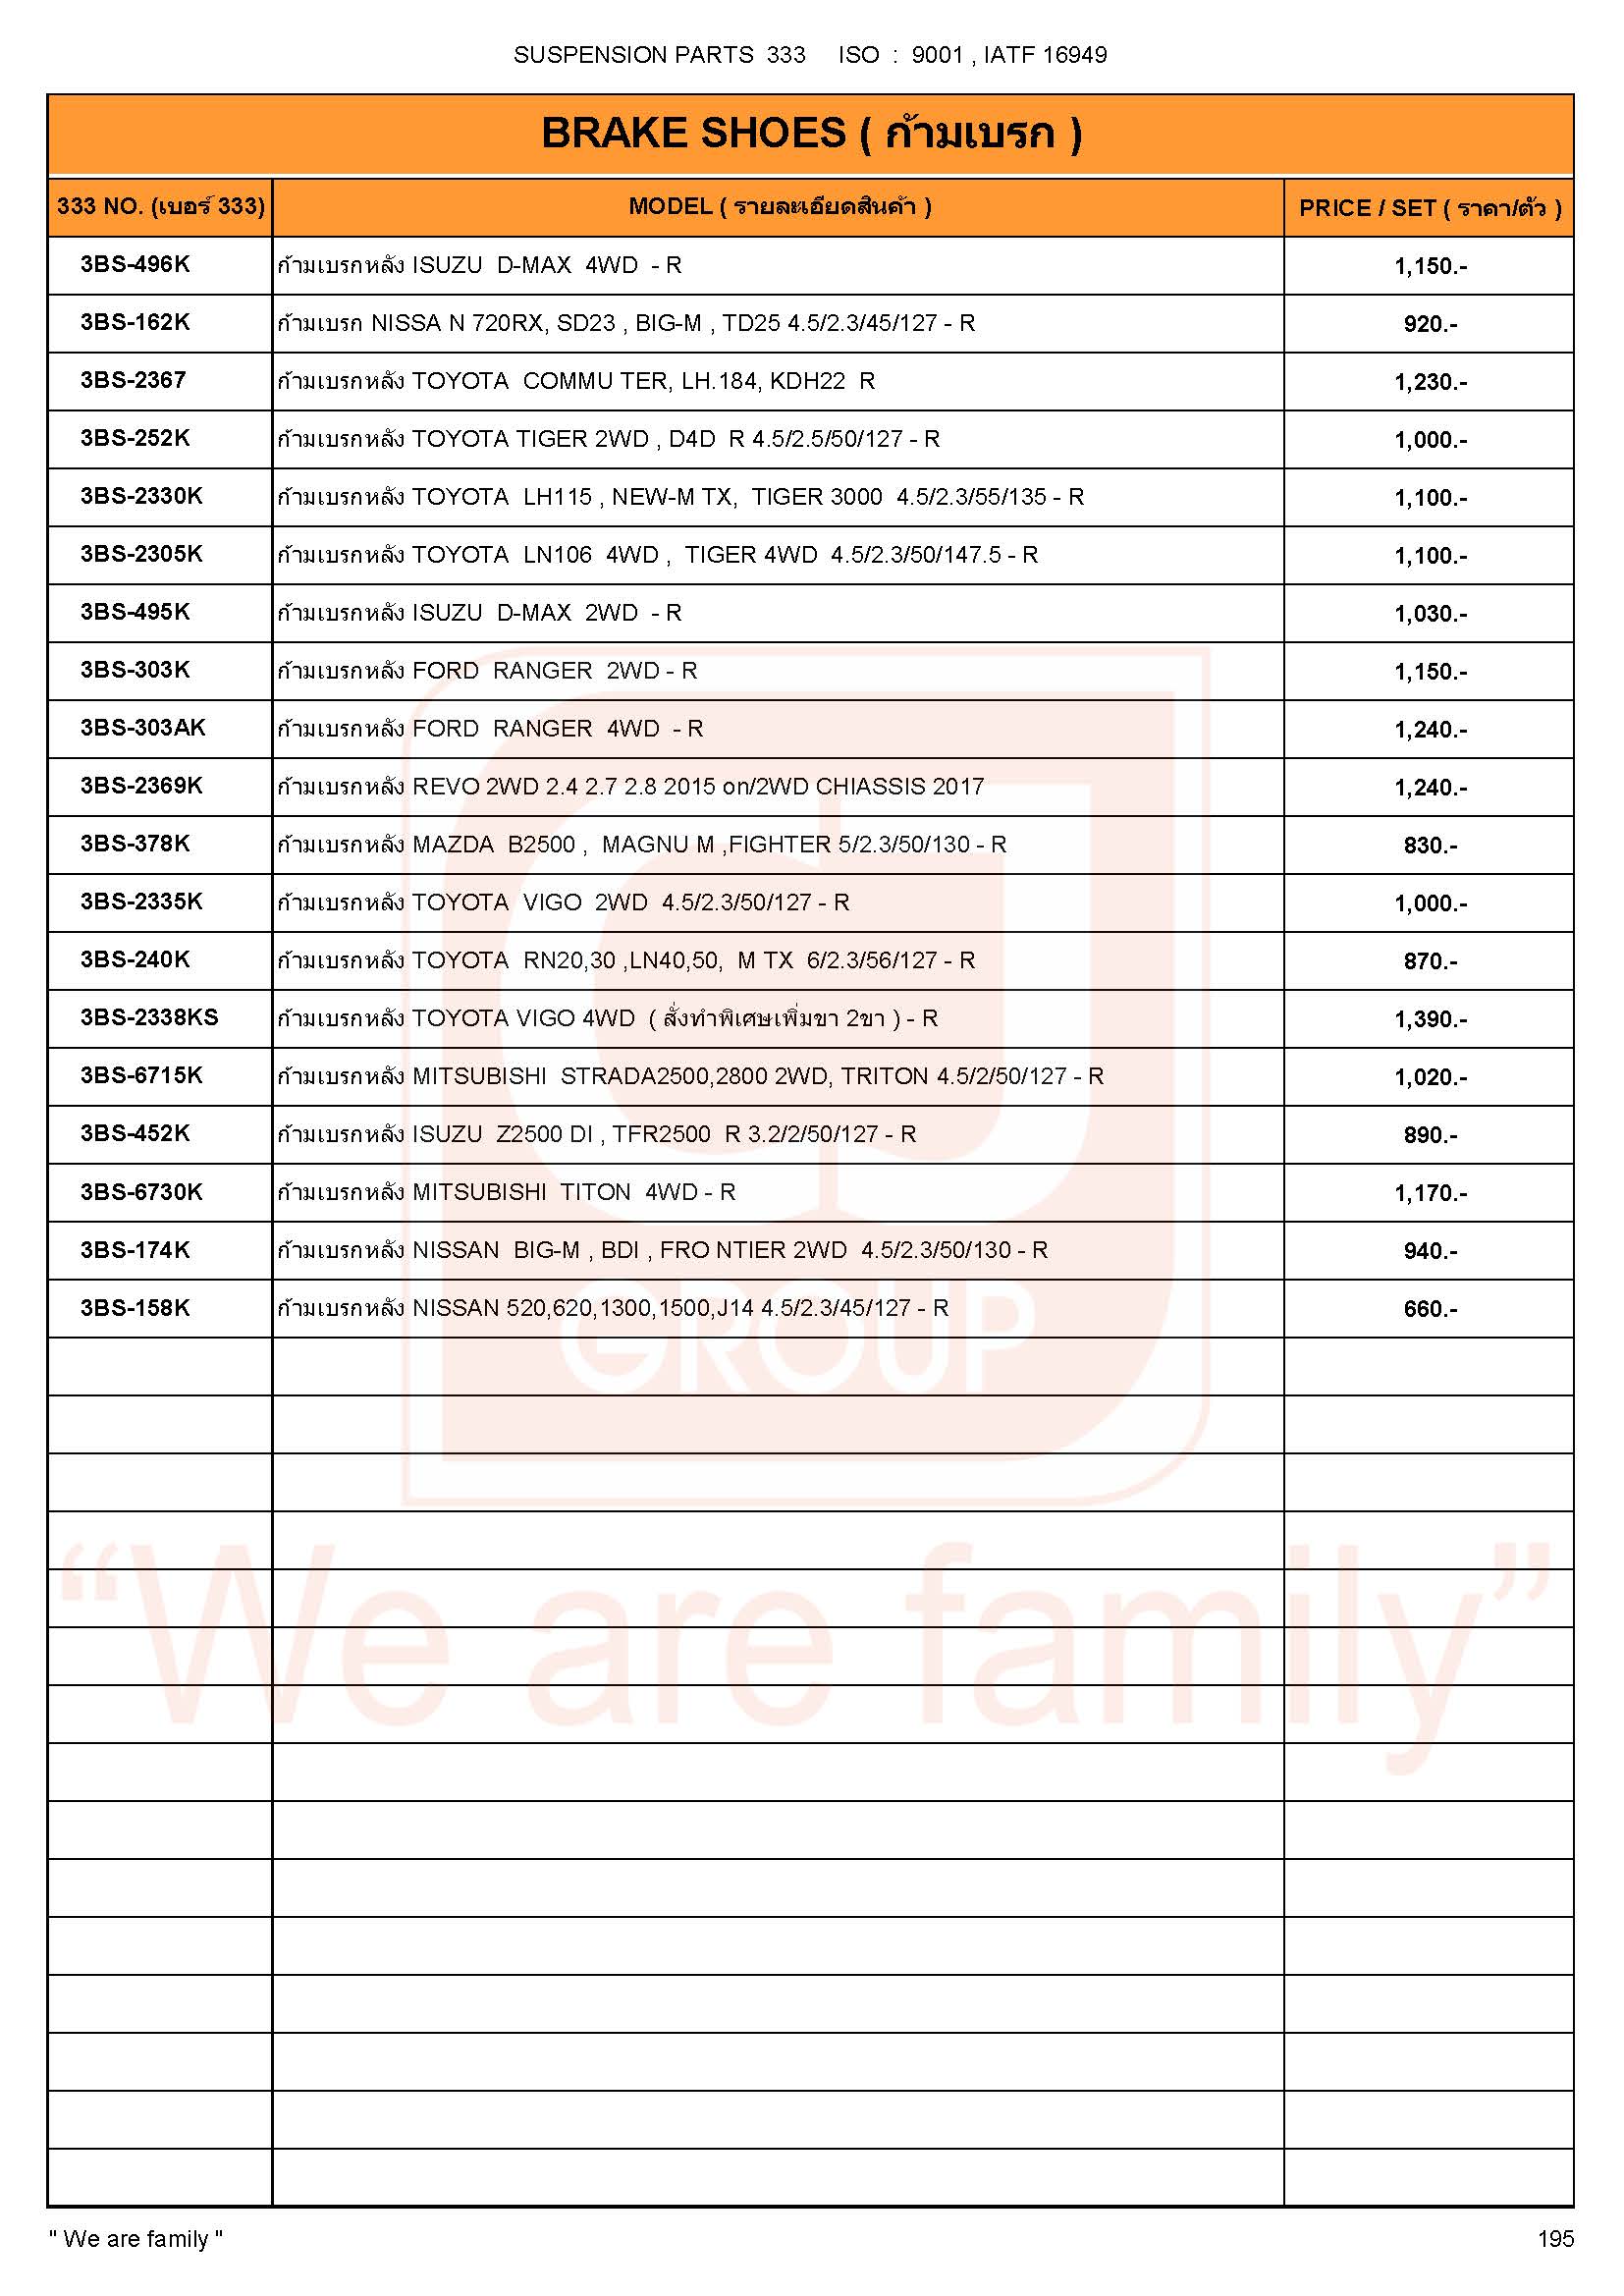 SUSPENSION PARTS 333 ISO : 9001 , IATF 16949
BRAKE SHOES ( ก้ามเบรก )
333 NO. (เบอร์ 333) MODEL ( รายละเอียดสินค้า ) PRICE / SET ( ราคา/ตัว )
3BS-496K ก้ามเบรกหลัง ISUZU D-MAX 4WD - R 1,150.-
3BS-162K ก้ามเบรก NISSA N 720RX, SD23 , BIG-M , TD25 4.5/2.3/45/127 - R 920.-
3BS-2367 ก้ามเบรกหลัง TOYOTA COMMU TER, LH.184, KDH22 R 1,230.-
3BS-252K ก้ามเบรกหลัง TOYOTA TIGER 2WD , D4D R 4.5/2.5/50/127 - R 1,000.-
3BS-2330K ก้ามเบรกหลัง TOYOTA LH115 , NEW-M TX, TIGER 3000 4.5/2.3/55/135 - R 1,100.-
3BS-2305K ก้ามเบรกหลัง TOYOTA LN106 4WD , TIGER 4WD 4.5/2.3/50/147.5 - R 1,100.-
3BS-495K ก้ามเบรกหลัง ISUZU D-MAX 2WD - R 1,030.-
3BS-303K ก้ามเบรกหลัง FORD RANGER 2WD - R 1,150.-
3BS-303AK ก้ามเบรกหลัง FORD RANGER 4WD - R 1,240.-
3BS-2369K ก้ามเบรกหลัง REVO 2WD 2.4 2.7 2.8 2015 on/2WD CHIASSIS 2017 1,240.-
3BS-378K ก้ามเบรกหลัง MAZDA B2500 , MAGNU M ,FIGHTER 5/2.3/50/130 - R 830.-
3BS-2335K ก้ามเบรกหลัง TOYOTA VIGO 2WD 4.5/2.3/50/127 - R 1,000.-
3BS-240K ก้ามเบรกหลัง TOYOTA RN20,30 ,LN40,50, M TX 6/2.3/56/127 - R 870.-
3BS-2338KS ก้ามเบรกหลัง TOYOTA VIGO 4WD ( สั่งทำพิเศษเพิ่มขา 2ขา ) - R 1,390.-
3BS-6715K ก้ามเบรกหลัง MITSUBISHI STRADA2500,2800 2WD, TRITON 4.5/2/50/127 - R 1,020.-
3BS-452K ก้ามเบรกหลัง ISUZU Z2500 DI , TFR2500 R 3.2/2/50/127 - R 890.-
3BS-6730K ก้ามเบรกหลัง MITSUBISHI TITON 4WD - R 1,170.-
3BS-174K ก้ามเบรกหลัง NISSAN BIG-M , BDI , FRO NTIER 2WD 4.5/2.3/50/130 - R 940.-
3BS-158K ก้ามเบรกหลัง NISSAN 520,620,1300,1500,J14 4.5/2.3/45/127 - R 660.-
CJ
GROUP
“We are family”
" We are family " 195